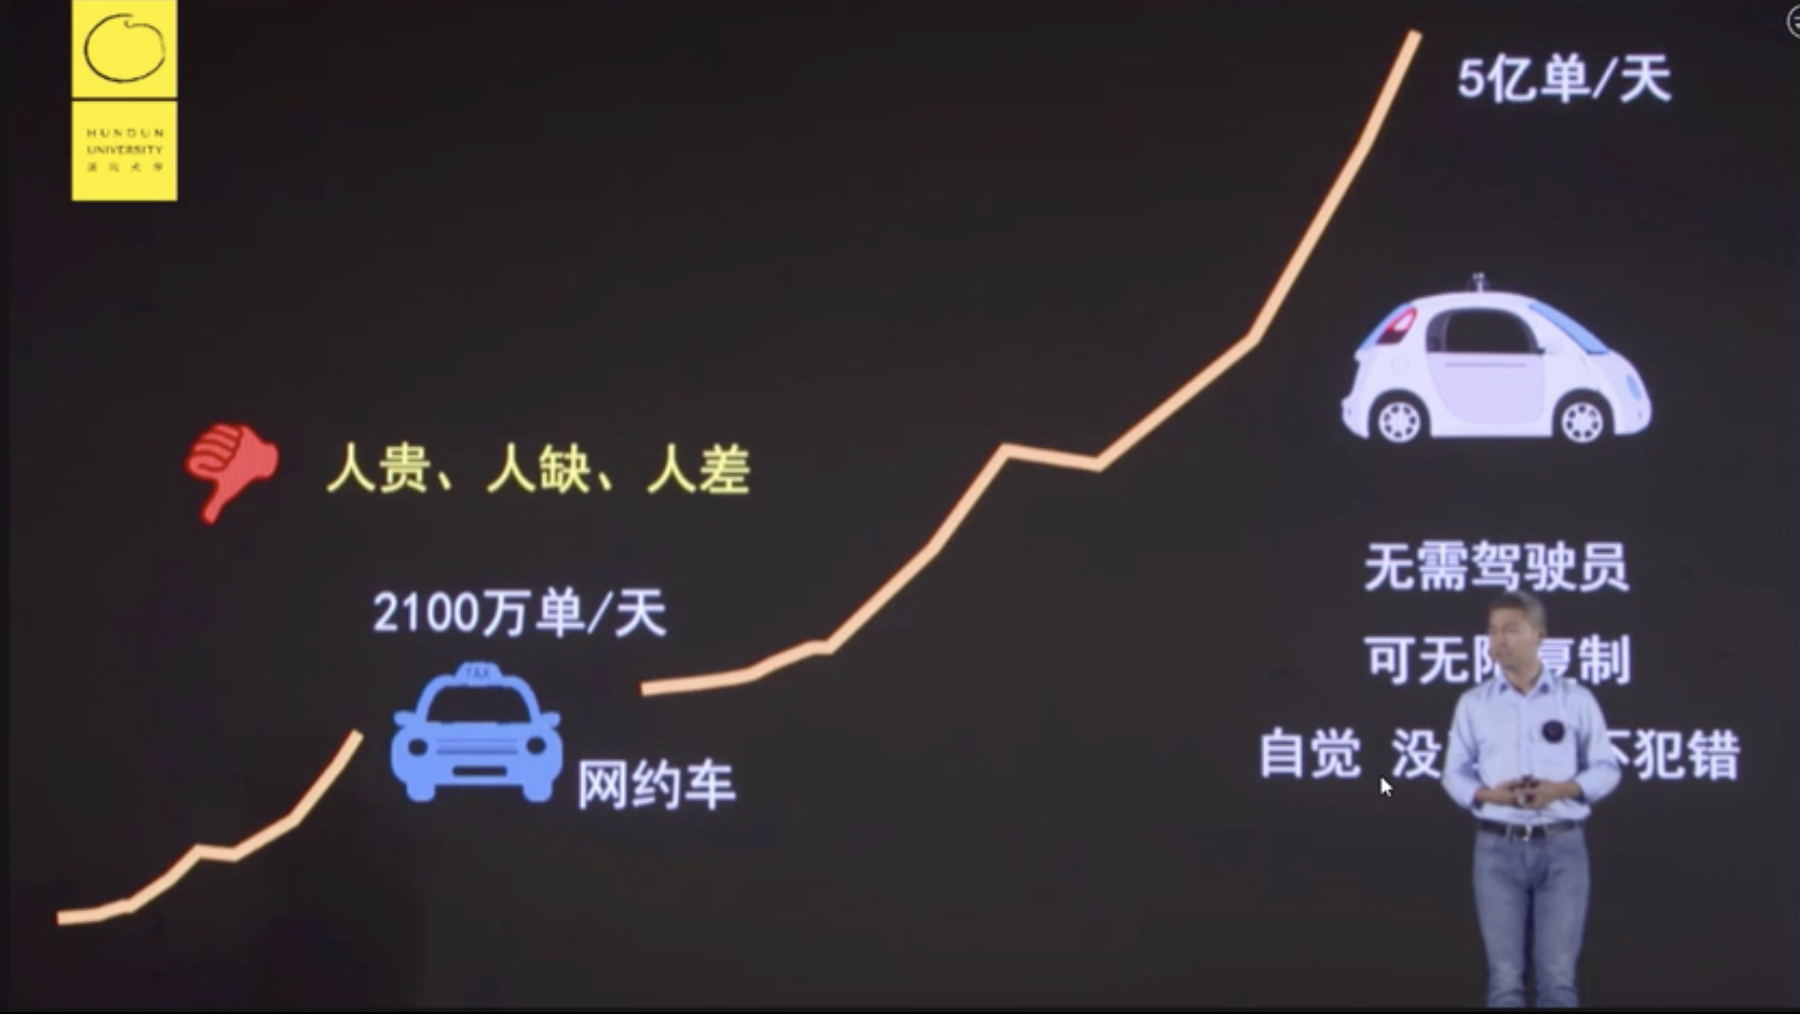 HUNDUN
UNIVERSITY
混沌大学
5亿单/天
人贵、人缺、人差
2100万单/天
TAXI
网约车
无需驾驶员
可无 复制
自觉 没 不犯错